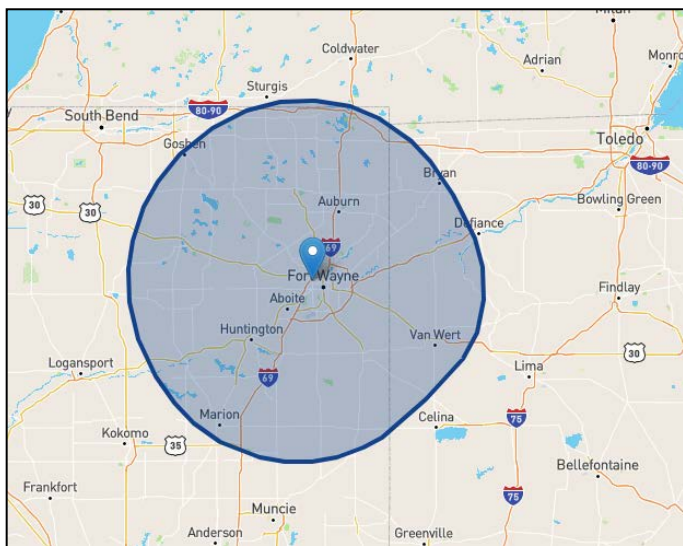 Milan
Coldwater
Adrian
Monro
Sturgis
80-90
South Bend
Toledo
Goshen
80-90
Bryan
30
30
Auburn
Bowling Green
Defiance
69
Fort Wayne
Findlay
Aboite
Huntington
Van Wert
30
Logansport
Lima
69
Marion
Celina
75
Kokomo
35
Bellefontaine
Frankfort
75
Muncie
Anderson
Greenville